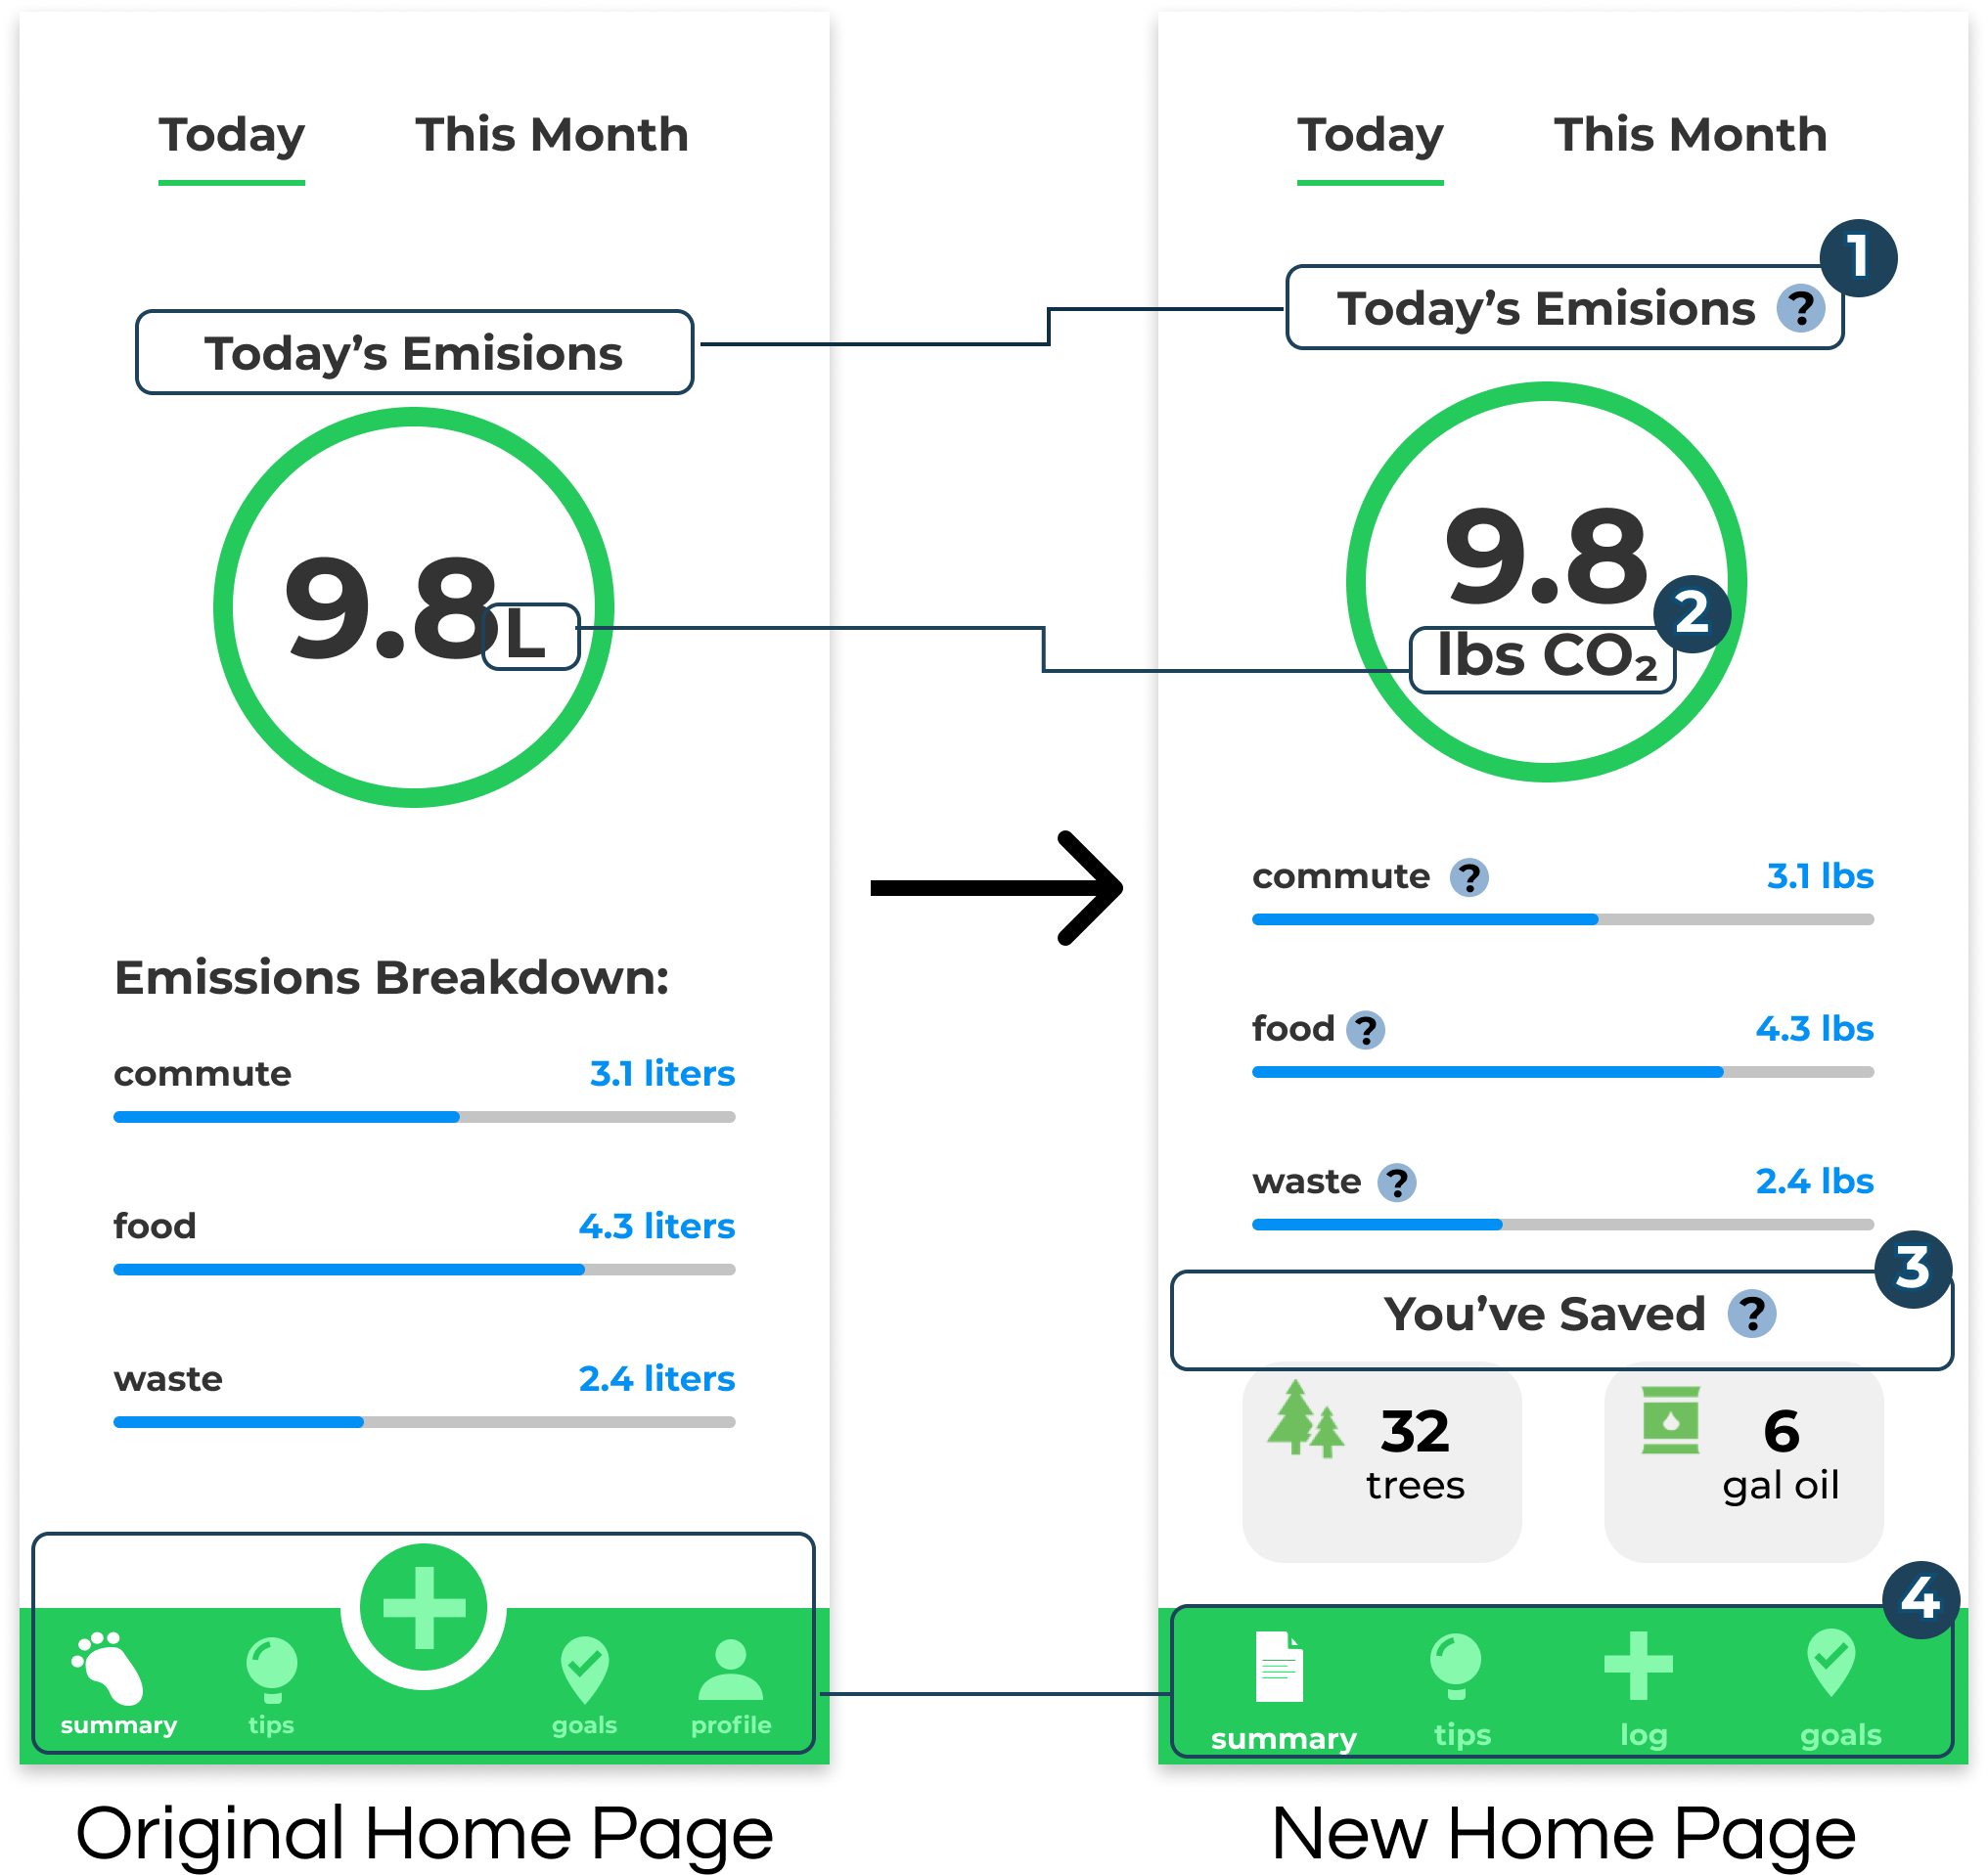 Today This Month
Today's Emisions
9.8L
Emissions Breakdown:
commute 3.1 liters
food 4.3 liters
waste 2.4 liters
summary tips goals profile
Original Home Page
Today This Month
1
Today's Emisions ?
9.8
2
lbs CO₂
commute ? 3.1 lbs
food ? 4.3 lbs
waste ? 2.4 lbs
3
You've Saved ?
32 6
trees gal oil
4
summary tips log goals
New Home Page